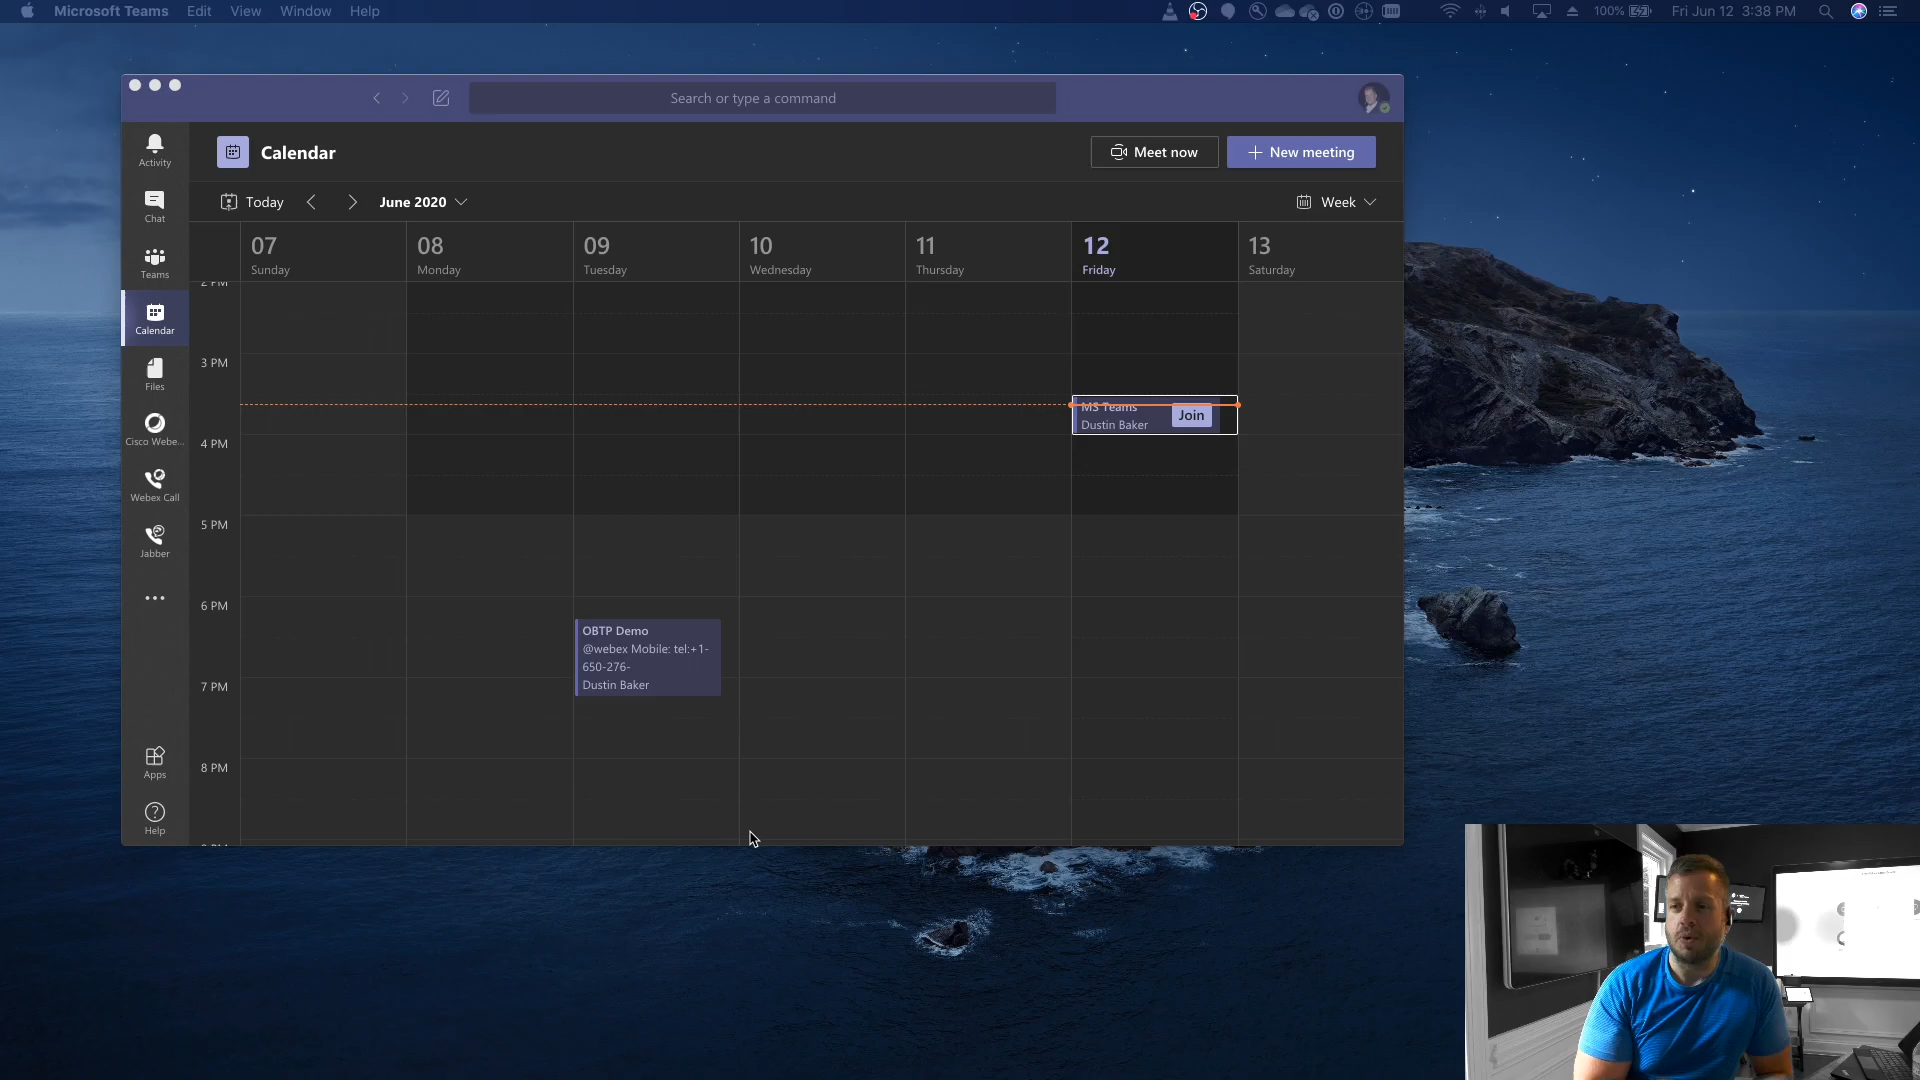 Microsoft Teams Edit View Window Help
100% Fri Jun 12 3:38 PM
Search or type a command
Activity
Chat
Teams
Calendar
Files
Cisco Webe...
Webex Call
Jabber
Apps
Help
Calendar
Meet now
New meeting
Today
June 2020
Week
07
Sunday
08
Monday
09
Tuesday
10
Wednesday
11
Thursday
12
Friday
13
Saturday
2 PM
3 PM
4 PM
5 PM
6 PM
7 PM
8 PM
MS Teams
Dustin Baker
Join
OBTP Demo
@webex Mobile: tel:+1-
650-276-
Dustin Baker